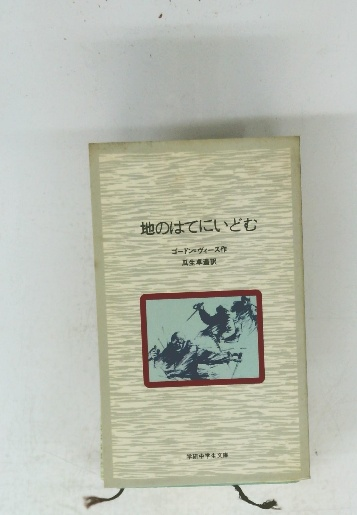 地のはてにいどむ
ゴードン=ヴィース作
瓜生卓造訳
学研中学生文庫